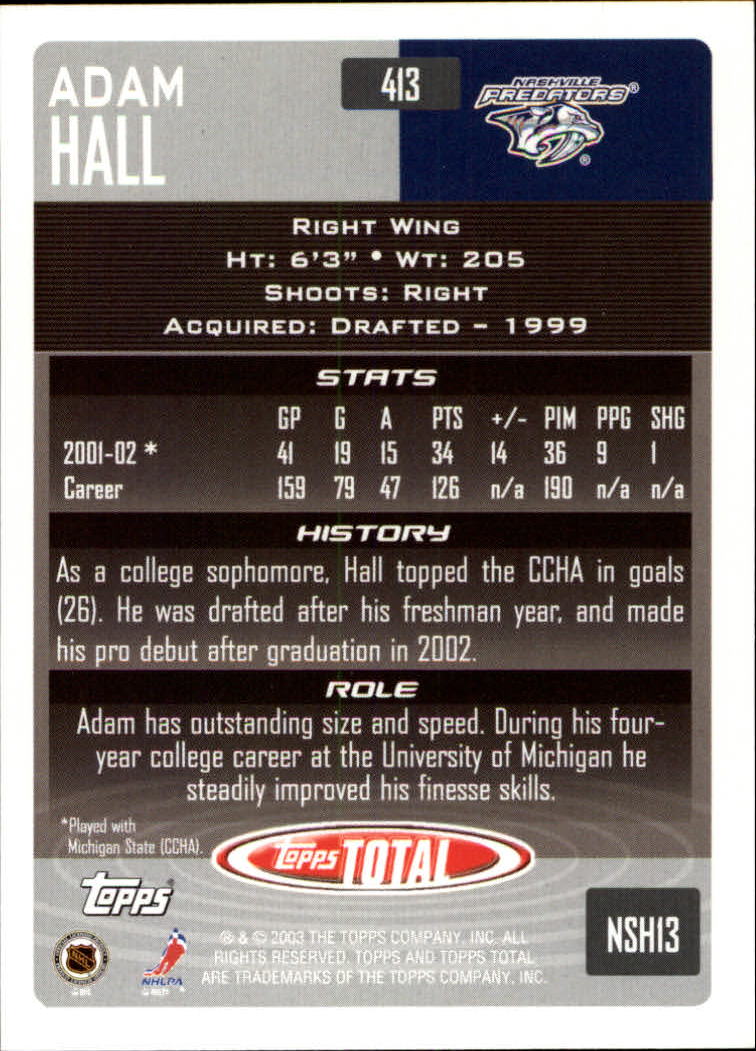 ADAM
HALL
413
NASHVILLE
PREDATORS®
®
RIGHT WING
HT: 6'3" • WT: 205
SHOOTS: RIGHT
ACQUIRED: DRAFTED – 1999
STATS
GP G A PTS +/- PIM PPG SHG
2001-02 * 41 19 15 34 14 36 9 1
Career 159 79 47 126 n/a 190 n/a n/a
HISTORY
As a college sophomore, Hall topped the CCHA in goals
(26). He was drafted after his freshman year, and made
his pro debut after graduation in 2002.
ROLE
Adam has outstanding size and speed. During his four-
year college career at the University of Michigan he
steadily improved his finesse skills.
*Played with
Michigan State (CCHA).
Topps TOTAL
Topps®
NSH13
NHL
NHLPA
® & © 2003 THE TOPPS COMPANY, INC. ALL
RIGHTS RESERVED. TOPPS AND TOPPS TOTAL
ARE TRADEMARKS OF THE TOPPS COMPANY, INC.